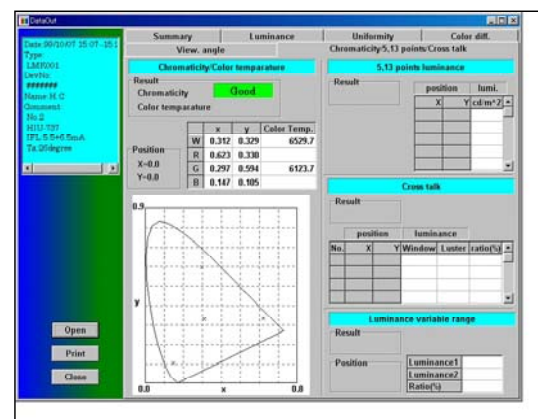 DataOut
Date:99/10/07 15:07-15:1
Type:
LMK001
DevNo:
######
Name:H.G
Comment:
No.2
HIU-737
IFL 5.5+6.5mA
Ta:25degree
Open
Print
Close
Summary
Luminance
Uniformity
Color diff.
View. angle
Chromaticity/5,13 points/Cross talk
Chromaticity/Color temparature
Result
Chromaticity
Good
Color temparature
Position
X=0.0
Y=0.0
x y Color Temp.
W 0.312 0.329 6529.7
R 0.623 0.330
G 0.297 0.594 6123.7
B 0.147 0.105
0.9
y
0.0
x
0.8
5,13 points luminance
Result
position lumi.
X Y cd/m^2
Cross talk
Result
position luminance
No. X Y Window Luster ratio(%)
Luminance variable range
Result
Position
Luminance1
Luminance2
Ratio(%)